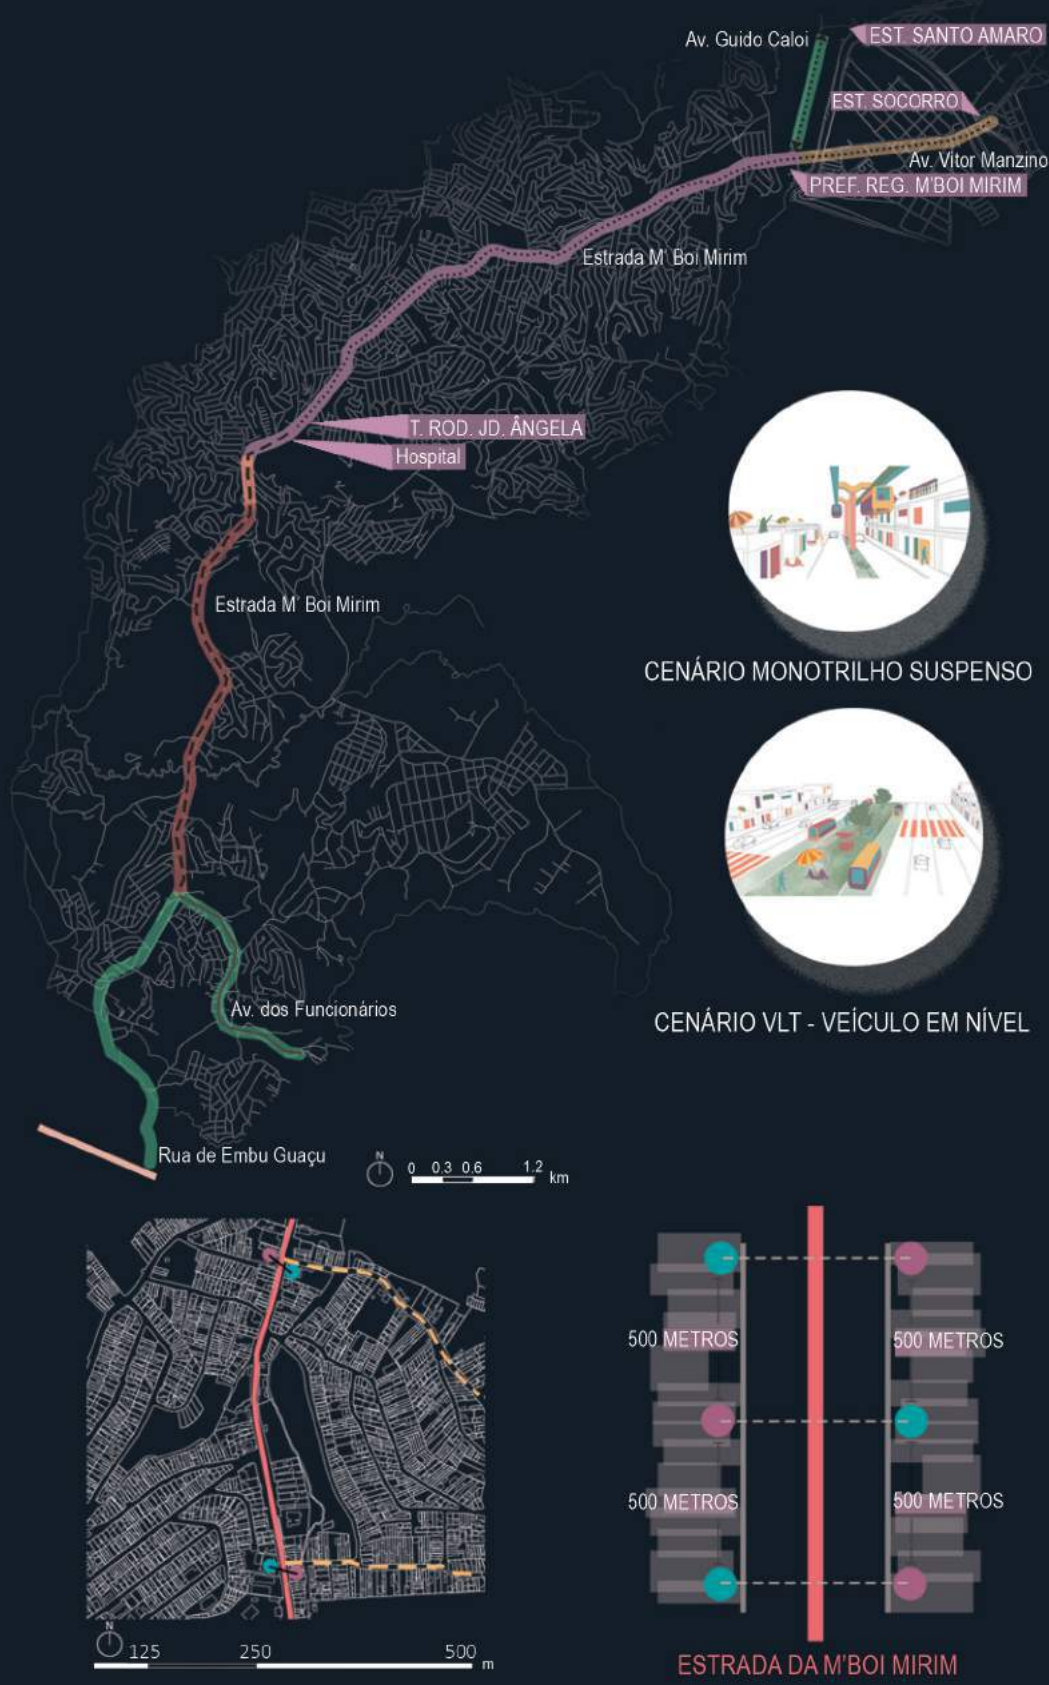 Av. Guido Caloi
EST. SANTO AMARO
EST. SOCORRO
Av. Vitor Manzino
PREF. REG. M'BOI MIRIM
Estrada M' Boi Mirim
T. ROD. JD. ÂNGELA
Hospital
Estrada M' Boi Mirim
CENÁRIO MONOTRILHO SUSPENSO
CENÁRIO VLT - VEÍCULO EM NÍVEL
Av. dos Funcionários
Rua de Embu Guaçu
N
0 0.3 0.6 1.2
km
500 METROS
500 METROS
500 METROS
500 METROS
N
125 250 500
m
ESTRADA DA M'BOI MIRIM